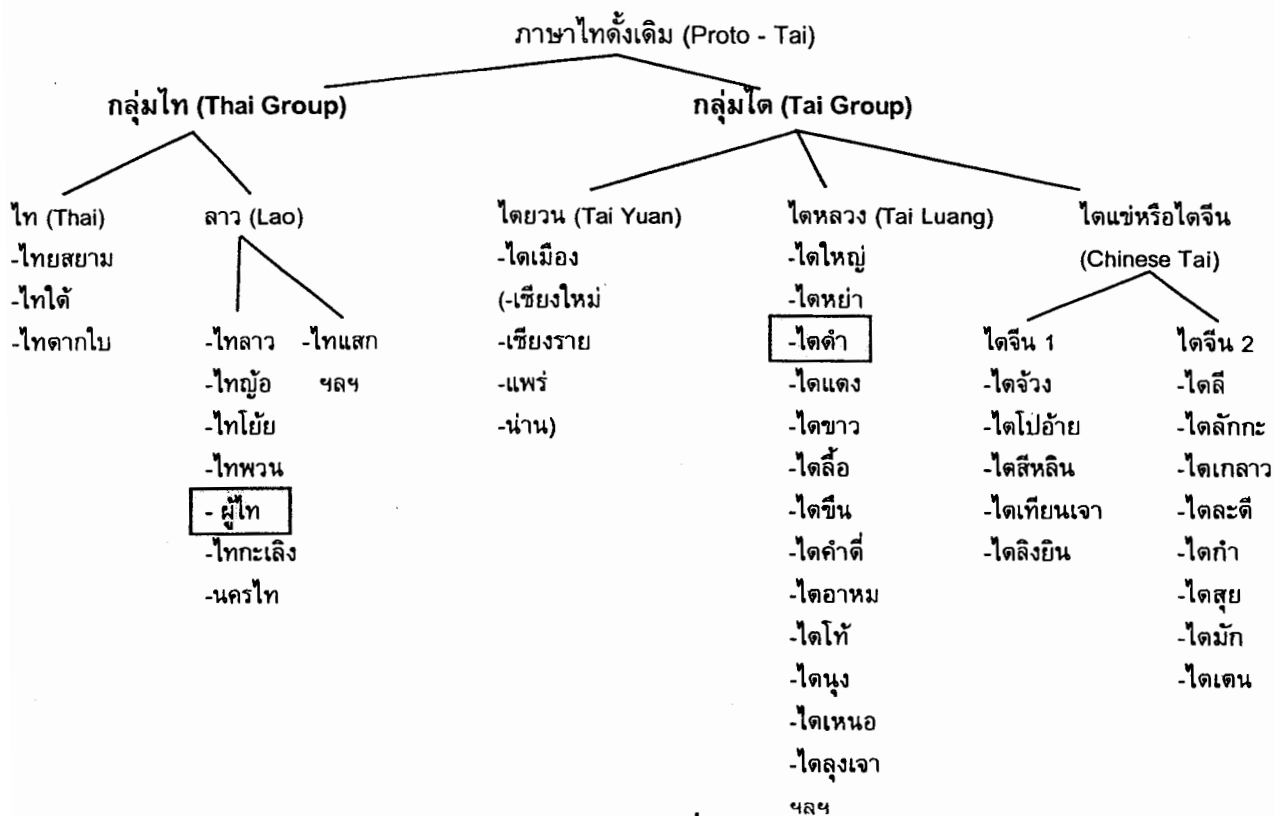 ภาษาไทดั้งเดิม (Proto - Tai)
กลุ่มไท (Thai Group)
กลุ่มไต (Tai Group)
ไท (Thai)
-ไทยสยาม
-ไทใต้
-ไทตากใบ
ลาว (Lao)
-ไทลาว
-ไทญ้อ
-ไทโย้ย
-ไทพวน
- ผู้ไท
-ไทกะเลิง
-นครไท
-ไทแสก
ฯลฯ
ไตยวน (Tai Yuan)
-ไตเมือง
(-เชียงใหม่
-เชียงราย
-แพร่
-น่าน)
ไตหลวง (Tai Luang)
-ไตใหญ่
-ไตหย่า
-ไตดำ
-ไตแดง
-ไตขาว
-ไตลื้อ
-ไตขึน
-ไตคำตี่
-ไตอาหม
-ไตโท้
-ไตนุง
-ไตเหนอ
-ไตลุงเจา
ฯลฯ
ไตแข่หรือไตจีน
(Chinese Tai)
ไตจีน 1
-ไตจ้วง
-ไตโปอ้าย
-ไตสีหลิน
-ไตเทียนเจา
-ไตลิงยิน
ไตจีน 2
-ไตลี
-ไตลักกะ
-ไตเกลาว
-ไตละตี
-ไตกำ
-ไตสุย
-ไตมัก
-ไตเตน